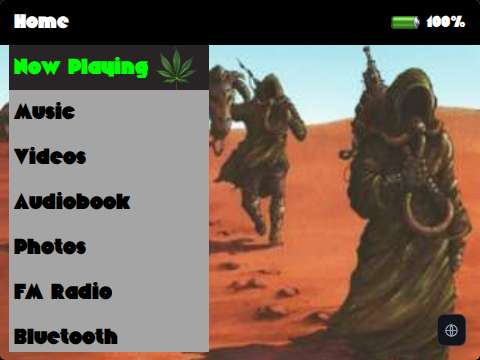 Home
100%
Now Playing
Music
Videos
Audiobook
Photos
FM Radio
Bluetooth